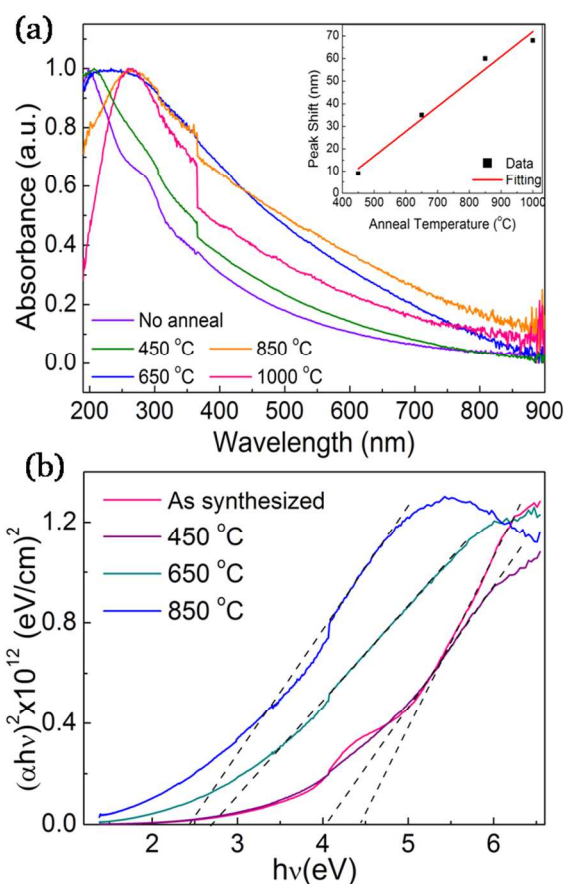 (a)
Absorbance (a.u.)
1.0
0.8
0.6
0.4
0.2
0.0
No anneal
450 °C
650 °C
850 °C
1000 °C
200 300 400 500 600 700 800 900
Wavelength (nm)
Peak Shift (nm)
70
60
50
40
30
20
10
0
Data
Fitting
400 500 600 700 800 900 1000
Anneal Temperature (°C)
(b)
(αhν)²x10¹² (eV/cm)²
1.2
0.8
0.4
0.0
As synthesized
450 °C
650 °C
850 °C
2 3 4 5 6
hν(eV)